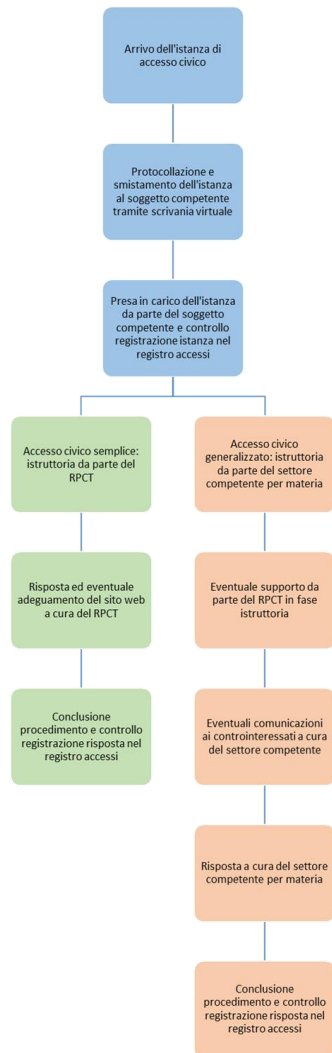 Arrivo dell'istanza di
accesso civico
Protocollazione e
smistamento dell'istanza
al soggetto competente
tramite scrivania virtuale
Presa in carico dell'istanza
da parte del soggetto
competente e controllo
registrazione istanza nel
registro accessi
Accesso civico semplice:
istruttoria da parte del
RPCT
Risposta ed eventuale
adeguamento del sito web
a cura del RPCT
Conclusione
procedimento e controllo
registrazione risposta nel
registro accessi
Accesso civico
generalizzato: istruttoria
da parte del settore
competente per materia
Eventuale supporto da
parte del RPCT in fase
istruttoria
Eventuali comunicazioni
ai controinteressati a cura
del settore competente
Risposta a cura del settore
competente per materia
Conclusione
procedimento e controllo
registrazione risposta nel
registro accessi